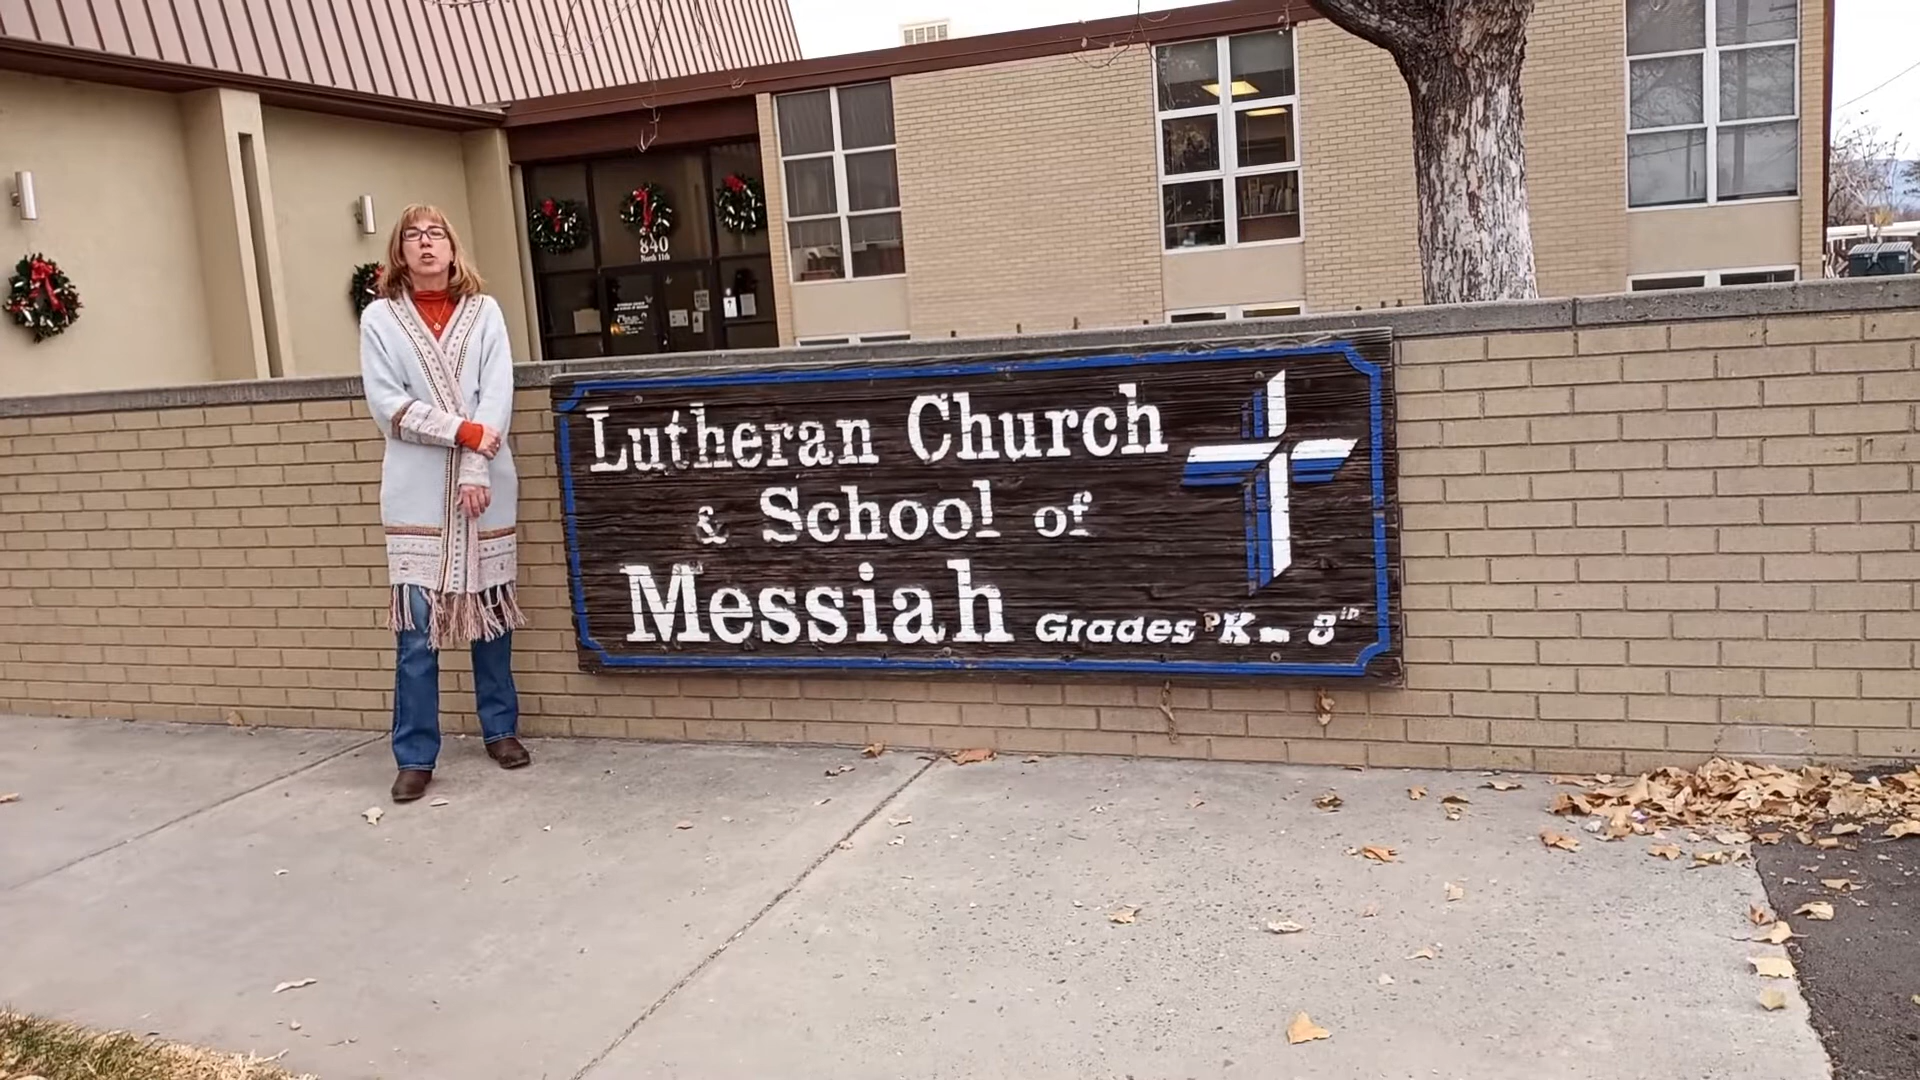 840
North 11th
Lutheran Church
& School of
Messiah Grades PK - 8th